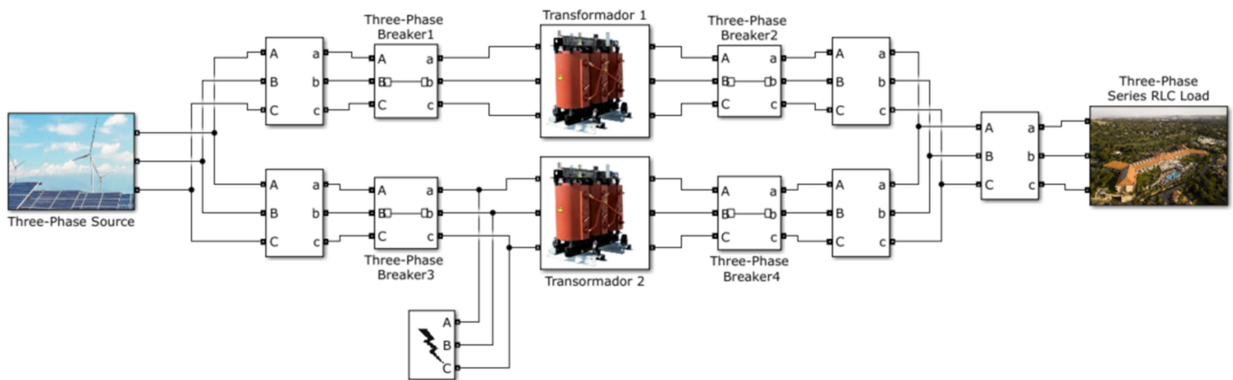 Transformador 1
Three-Phase
Breaker1
Three-Phase
Breaker2
A a
B b
C c
A a
B b
C c
A a
B b
C c
A a
B b
C c
Three-Phase
Series RLC Load
A a
B b
C c
Three-Phase Source
A a
B b
C c
A a
B b
C c
A a
B b
C c
A a
B b
C c
Three-Phase
Breaker3
Transormador 2
Three-Phase
Breaker4
A
B
C